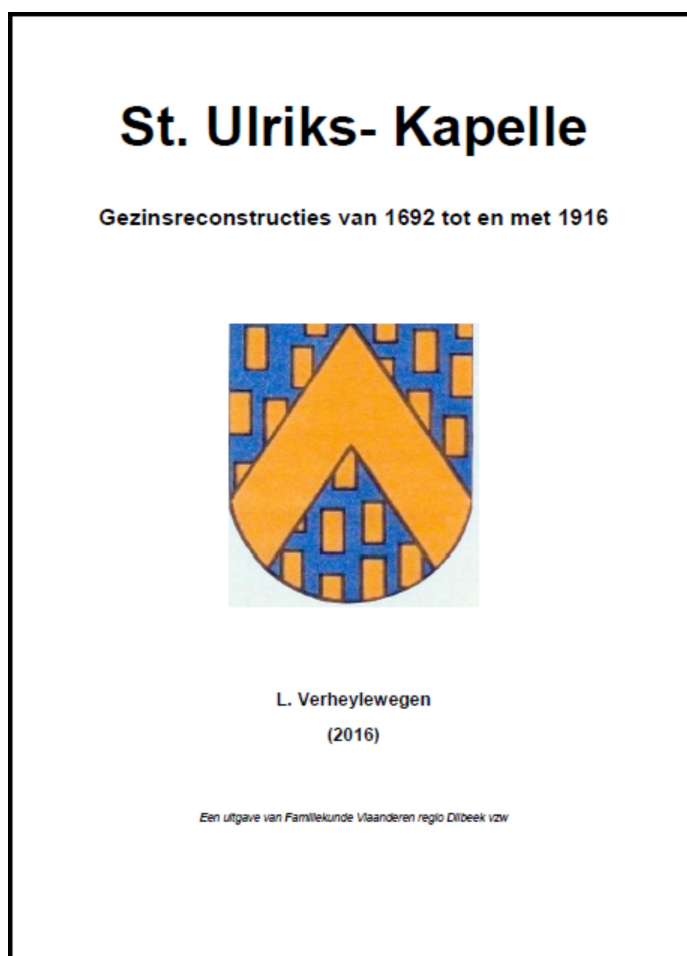 St. Ulriks- Kapelle
Gezinsreconstructies van 1692 tot en met 1916
L. Verheylewegen
(2016)
Een uitgave van Familiekunde Vlaanderen regio Dilbeek vzw